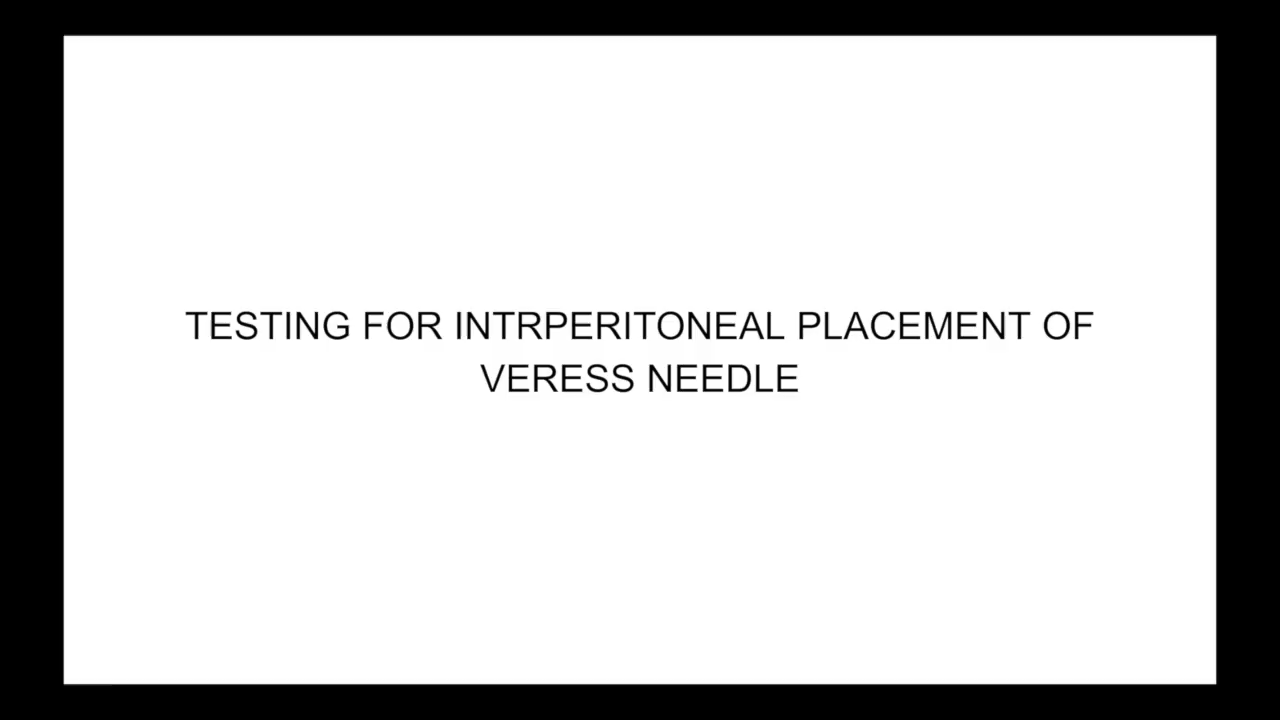 TESTING FOR INTRPERITONEAL PLACEMENT OF
VERESS NEEDLE